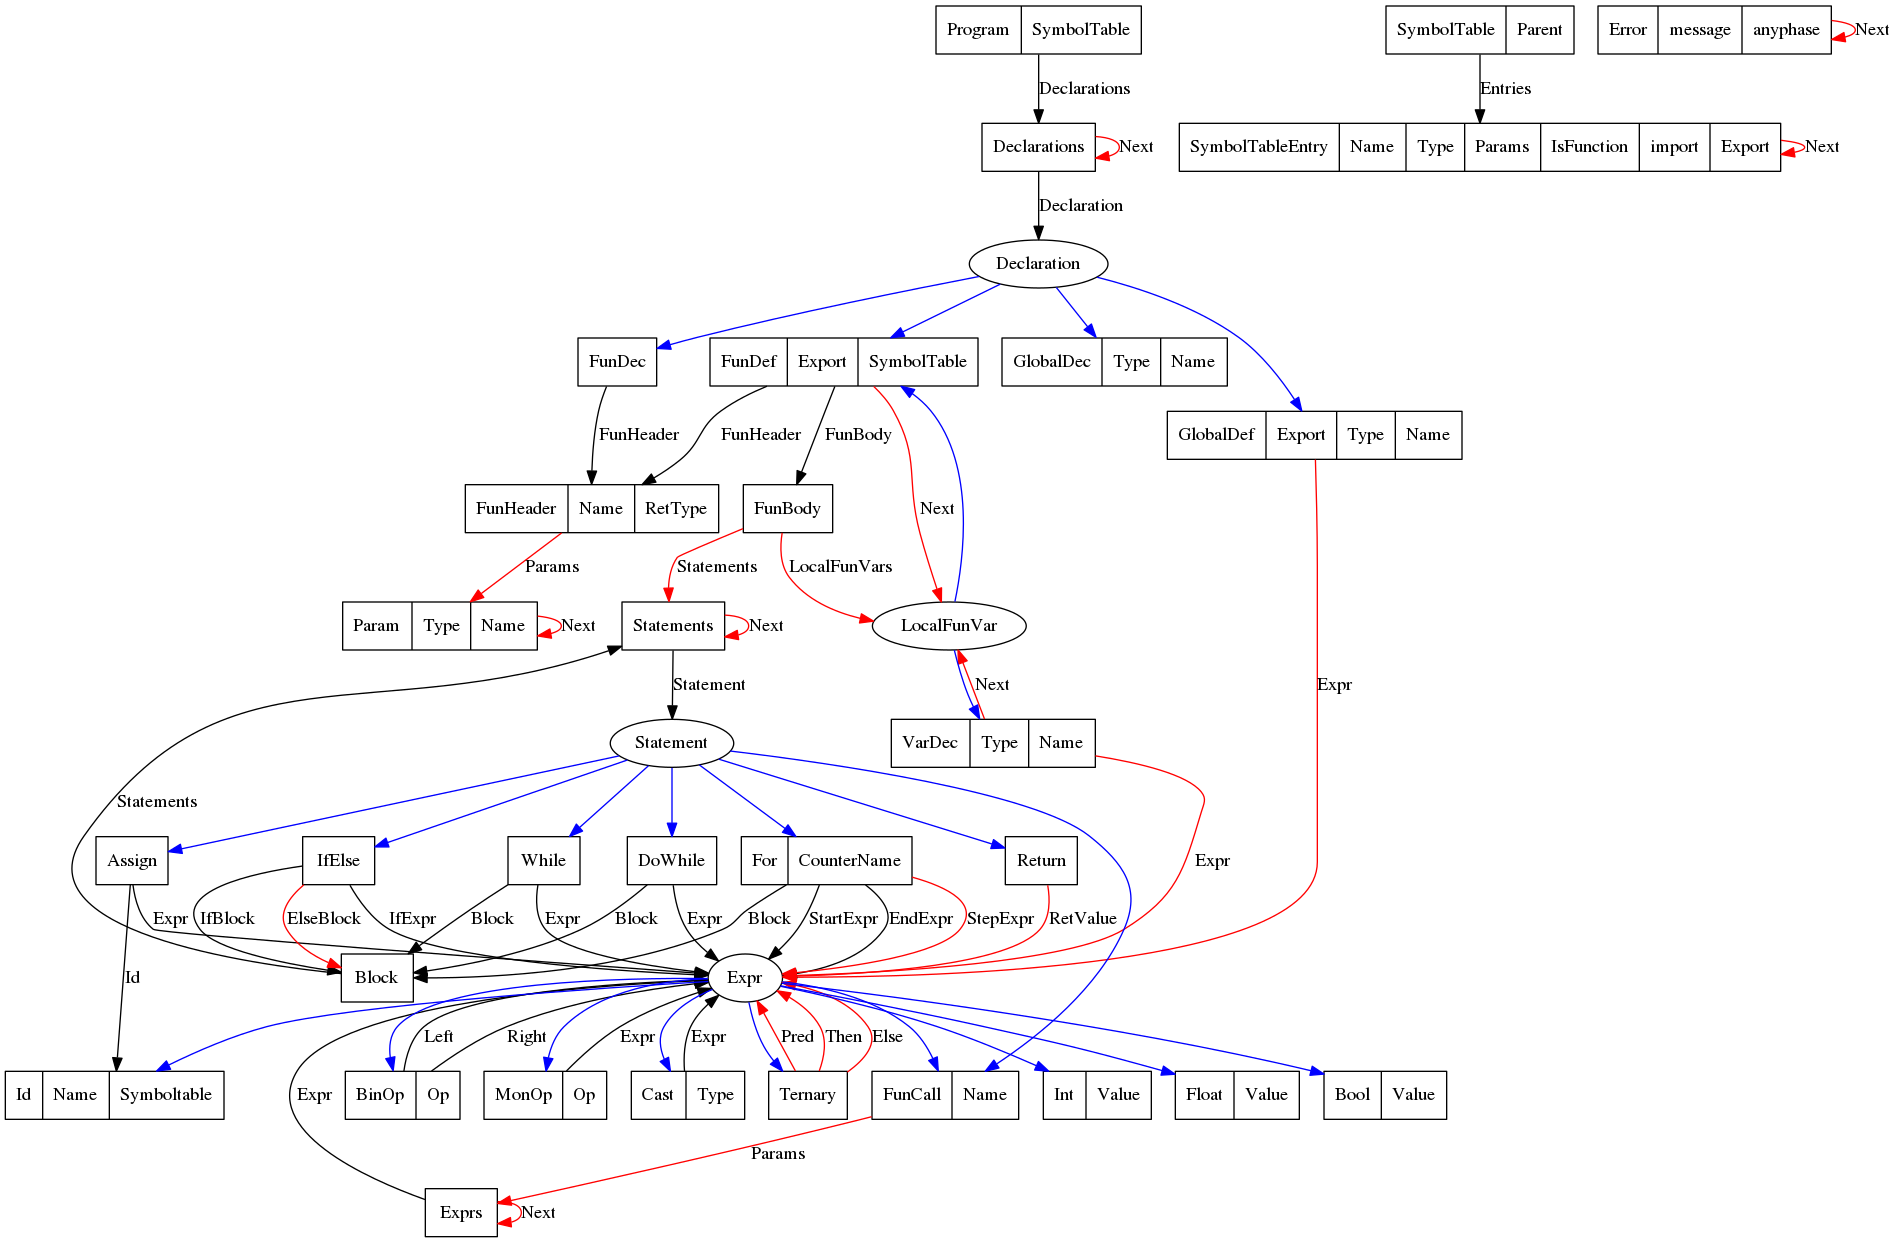 Program SymbolTable
SymbolTable Parent
Error message anyphase
Next
Declarations
Entries
Declarations
Next
SymbolTableEntry Name Type Params IsFunction import Export
Next
Declaration
Declaration
FunDec
FunDef Export SymbolTable
GlobalDec Type Name
FunHeader
FunHeader
FunBody
GlobalDef Export Type Name
FunHeader Name RetType
FunBody
Next
Params
Statements
LocalFunVars
Param Type Name
Next
Statements
Next
LocalFunVar
Statement
Next
Expr
Statement
VarDec Type Name
Statements
Assign
IfElse
While
DoWhile
For CounterName
Return
Expr
Expr
IfBlock
ElseBlock
IfExpr
Block
Expr
Block
Expr
Block
StartExpr
EndExpr
StepExpr
RetValue
Id
Block
Expr
Left
Right
Expr
Expr
Pred
Then
Else
Id Name Symboltable
Expr
BinOp Op
MonOp Op
Cast Type
Ternary
FunCall Name
Int Value
Float Value
Bool Value
Params
Exprs
Next